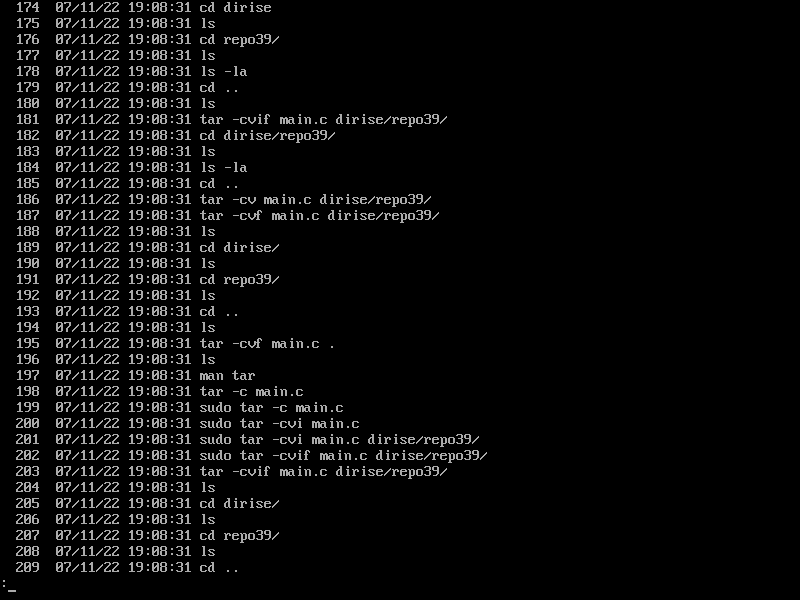 174  07/11/22 19:08:31 cd dirise
175  07/11/22 19:08:31 ls
176  07/11/22 19:08:31 cd repo39/
177  07/11/22 19:08:31 ls
178  07/11/22 19:08:31 ls -la
179  07/11/22 19:08:31 cd ..
180  07/11/22 19:08:31 ls
181  07/11/22 19:08:31 tar -cvif main.c dirise/repo39/
182  07/11/22 19:08:31 cd dirise/repo39/
183  07/11/22 19:08:31 ls
184  07/11/22 19:08:31 ls -la
185  07/11/22 19:08:31 cd ..
186  07/11/22 19:08:31 tar -cv main.c dirise/repo39/
187  07/11/22 19:08:31 tar -cvf main.c dirise/repo39/
188  07/11/22 19:08:31 ls
189  07/11/22 19:08:31 cd dirise/
190  07/11/22 19:08:31 ls
191  07/11/22 19:08:31 cd repo39/
192  07/11/22 19:08:31 ls
193  07/11/22 19:08:31 cd ..
194  07/11/22 19:08:31 ls
195  07/11/22 19:08:31 tar -cvf main.c .
196  07/11/22 19:08:31 ls
197  07/11/22 19:08:31 man tar
198  07/11/22 19:08:31 tar -c main.c
199  07/11/22 19:08:31 sudo tar -c main.c
200  07/11/22 19:08:31 sudo tar -cvi main.c
201  07/11/22 19:08:31 sudo tar -cvi main.c dirise/repo39/
202  07/11/22 19:08:31 sudo tar -cvif main.c dirise/repo39/
203  07/11/22 19:08:31 tar -cvif main.c dirise/repo39/
204  07/11/22 19:08:31 ls
205  07/11/22 19:08:31 cd dirise/
206  07/11/22 19:08:31 ls
207  07/11/22 19:08:31 cd repo39/
208  07/11/22 19:08:31 ls
209  07/11/22 19:08:31 cd ..
:_